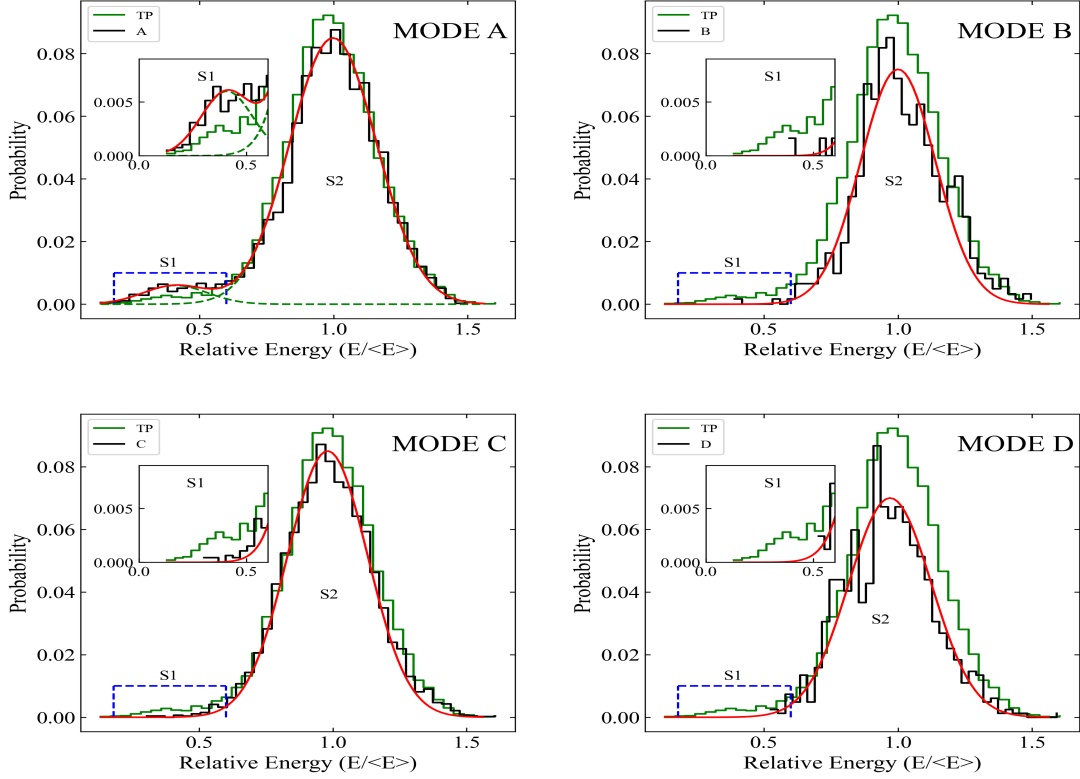 TP
A
MODE A
S1
0.005
0.000
0.0
0.5
S2
S1
0.08
0.06
0.04
0.02
0.00
Probability
0.5
1.0
1.5
Relative Energy (E/<E>)
TP
B
MODE B
S1
0.005
0.000
0.0
0.5
S2
S1
0.08
0.06
0.04
0.02
0.00
Probability
0.5
1.0
1.5
Relative Energy (E/<E>)
TP
C
MODE C
S1
0.005
0.000
0.0
0.5
S2
S1
0.08
0.06
0.04
0.02
0.00
Probability
0.5
1.0
1.5
Relative Energy (E/<E>)
TP
D
MODE D
S1
0.005
0.000
0.0
0.5
S2
S1
0.08
0.06
0.04
0.02
0.00
Probability
0.5
1.0
1.5
Relative Energy (E/<E>)